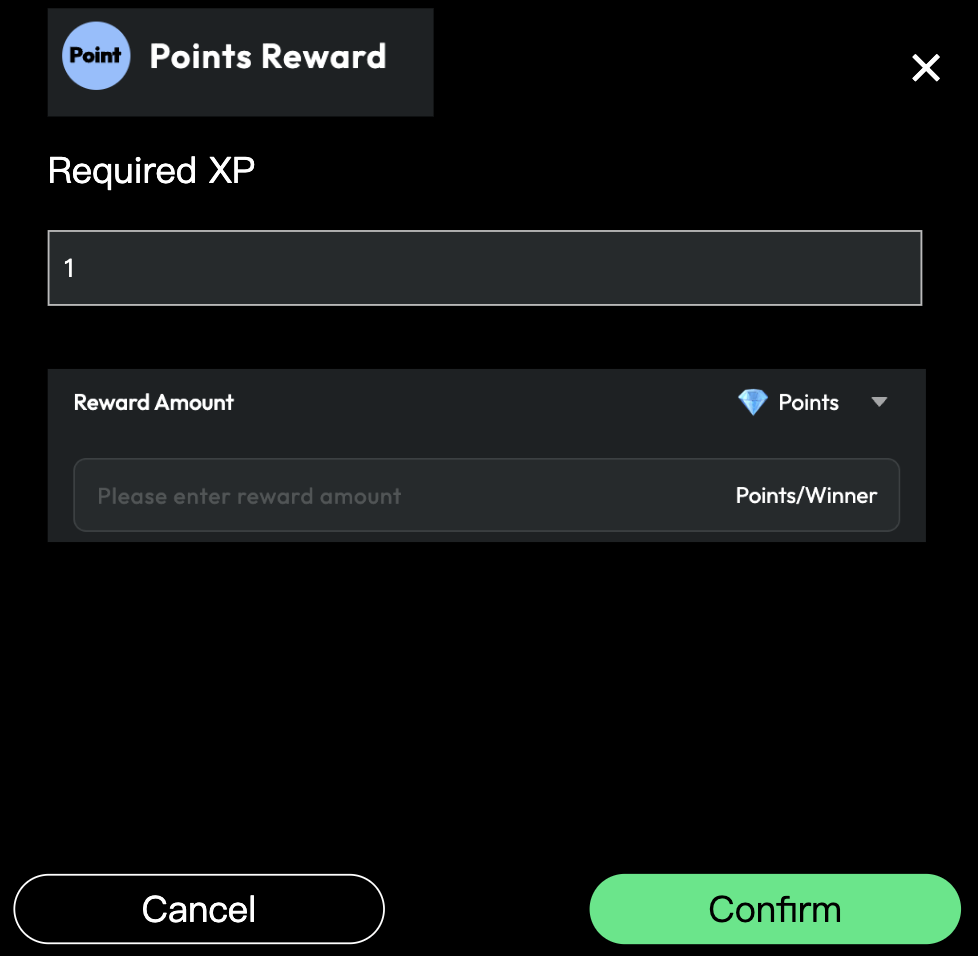 Point Points Reward
Required XP
1
Reward Amount Points
Please enter reward amount Points/Winner
Cancel Confirm